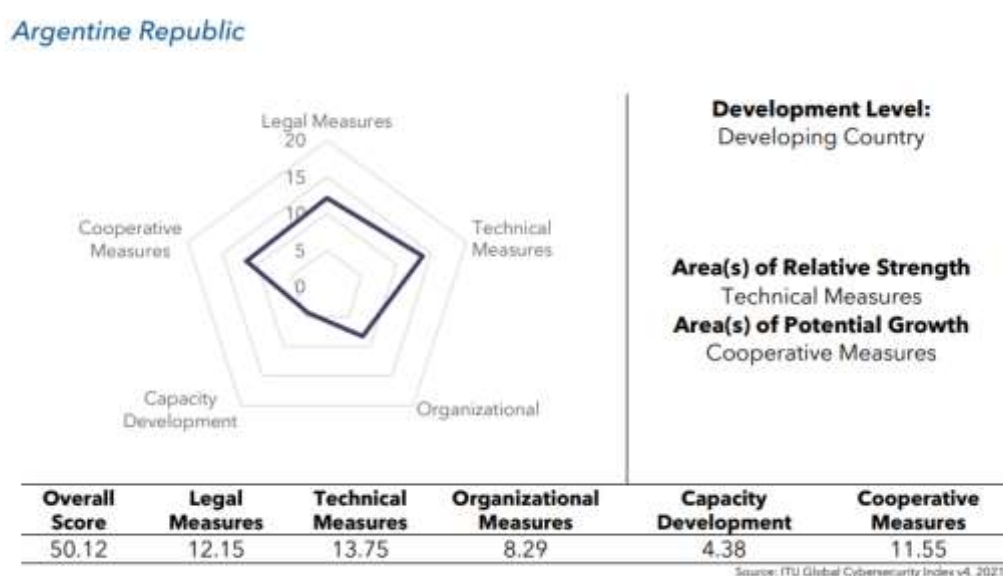 Argentine Republic
Legal Measures
20
15
10
5
0
Technical
Measures
Organizational
Capacity
Development
Cooperative
Measures
Development Level:
Developing Country
Area(s) of Relative Strength
Technical Measures
Area(s) of Potential Growth
Cooperative Measures
Overall Score Legal Measures Technical Measures Organizational Measures Capacity Development Cooperative Measures
50.12 12.15 13.75 8.29 4.38 11.55
Source: ITU Global Cybersecurity Index v4, 2021